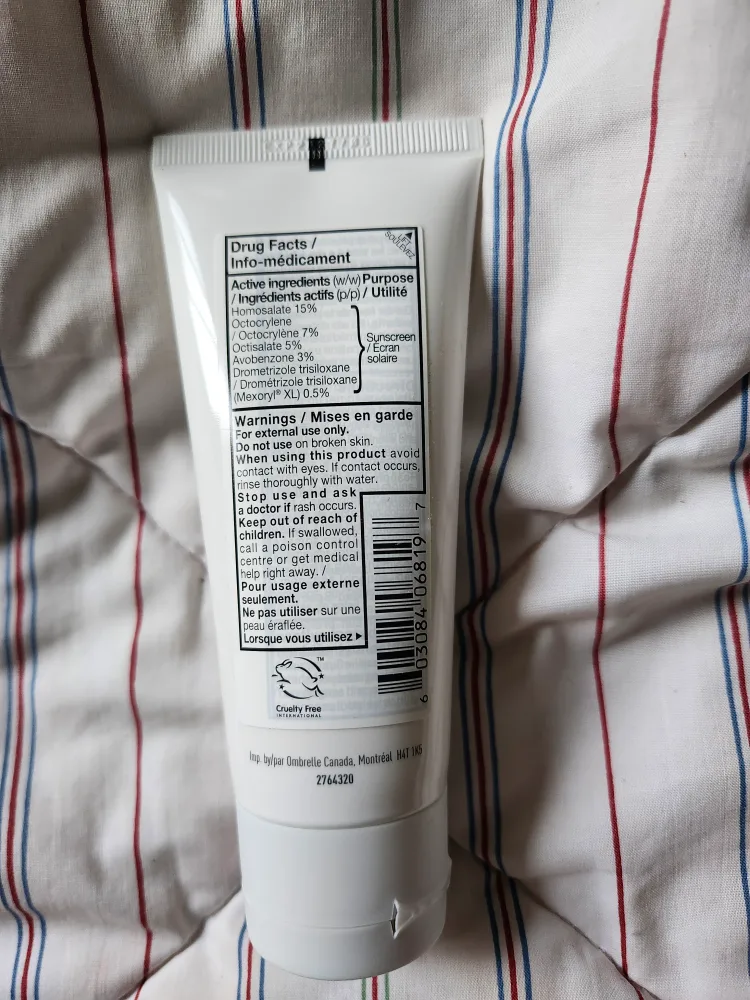 LIFT
SOULEVEZ
Drug Facts /
Info-médicament
Active ingredients (w/w) Purpose
/ Ingrédients actifs (p/p) / Utilité
Homosalate 15%
Octocrylene
/ Octocrylène 7%
Octisalate 5%
Avobenzone 3%
Drometrizole trisiloxane
/ Drométrizole trisiloxane
(Mexoryl® XL) 0.5%
Sunscreen
/ Écran
solaire
Warnings / Mises en garde
For external use only.
Do not use on broken skin.
When using this product avoid
contact with eyes. If contact occurs,
rinse thoroughly with water.
Stop use and ask
a doctor if rash occurs.
Keep out of reach of
children. If swallowed,
call a poison control
centre or get medical
help right away. /
Pour usage externe
seulement.
Ne pas utiliser sur une
peau éraflée.
Lorsque vous utilisez ▶
6 03084 06819 7
TM
Cruelty Free
INTERNATIONAL
Imp. by/par Ombrelle Canada, Montréal H4T 1K5
2764320